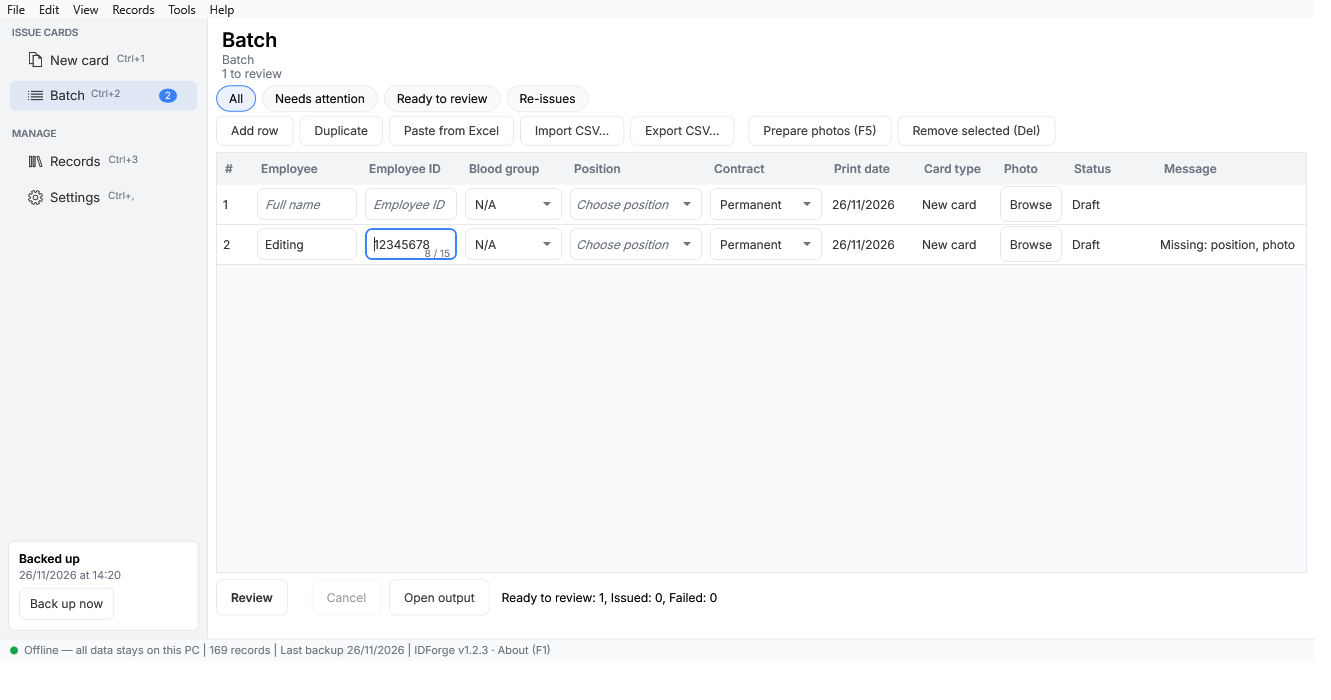 File Edit View Records Tools Help
ISSUE CARDS
New card Ctrl+1
Batch Ctrl+2 2
MANAGE
Records Ctrl+3
Settings Ctrl+,
Backed up
26/11/2026 at 14:20
Back up now
Batch
Batch
1 to review
All Needs attention Ready to review Re-issues
Add row Duplicate Paste from Excel Import CSV... Export CSV... Prepare photos (F5) Remove selected (Del)
# Employee Employee ID Blood group Position Contract Print date Card type Photo Status Message
1 Full name Employee ID N/A Choose position Permanent 26/11/2026 New card Browse Draft
2 Editing 12345678 N/A Choose position Permanent 26/11/2026 New card Browse Draft Missing: position, photo
8 / 15
Review Cancel Open output Ready to review: 1, Issued: 0, Failed: 0
Offline — all data stays on this PC | 169 records | Last backup 26/11/2026 | IDForge v1.2.3 · About (F1)